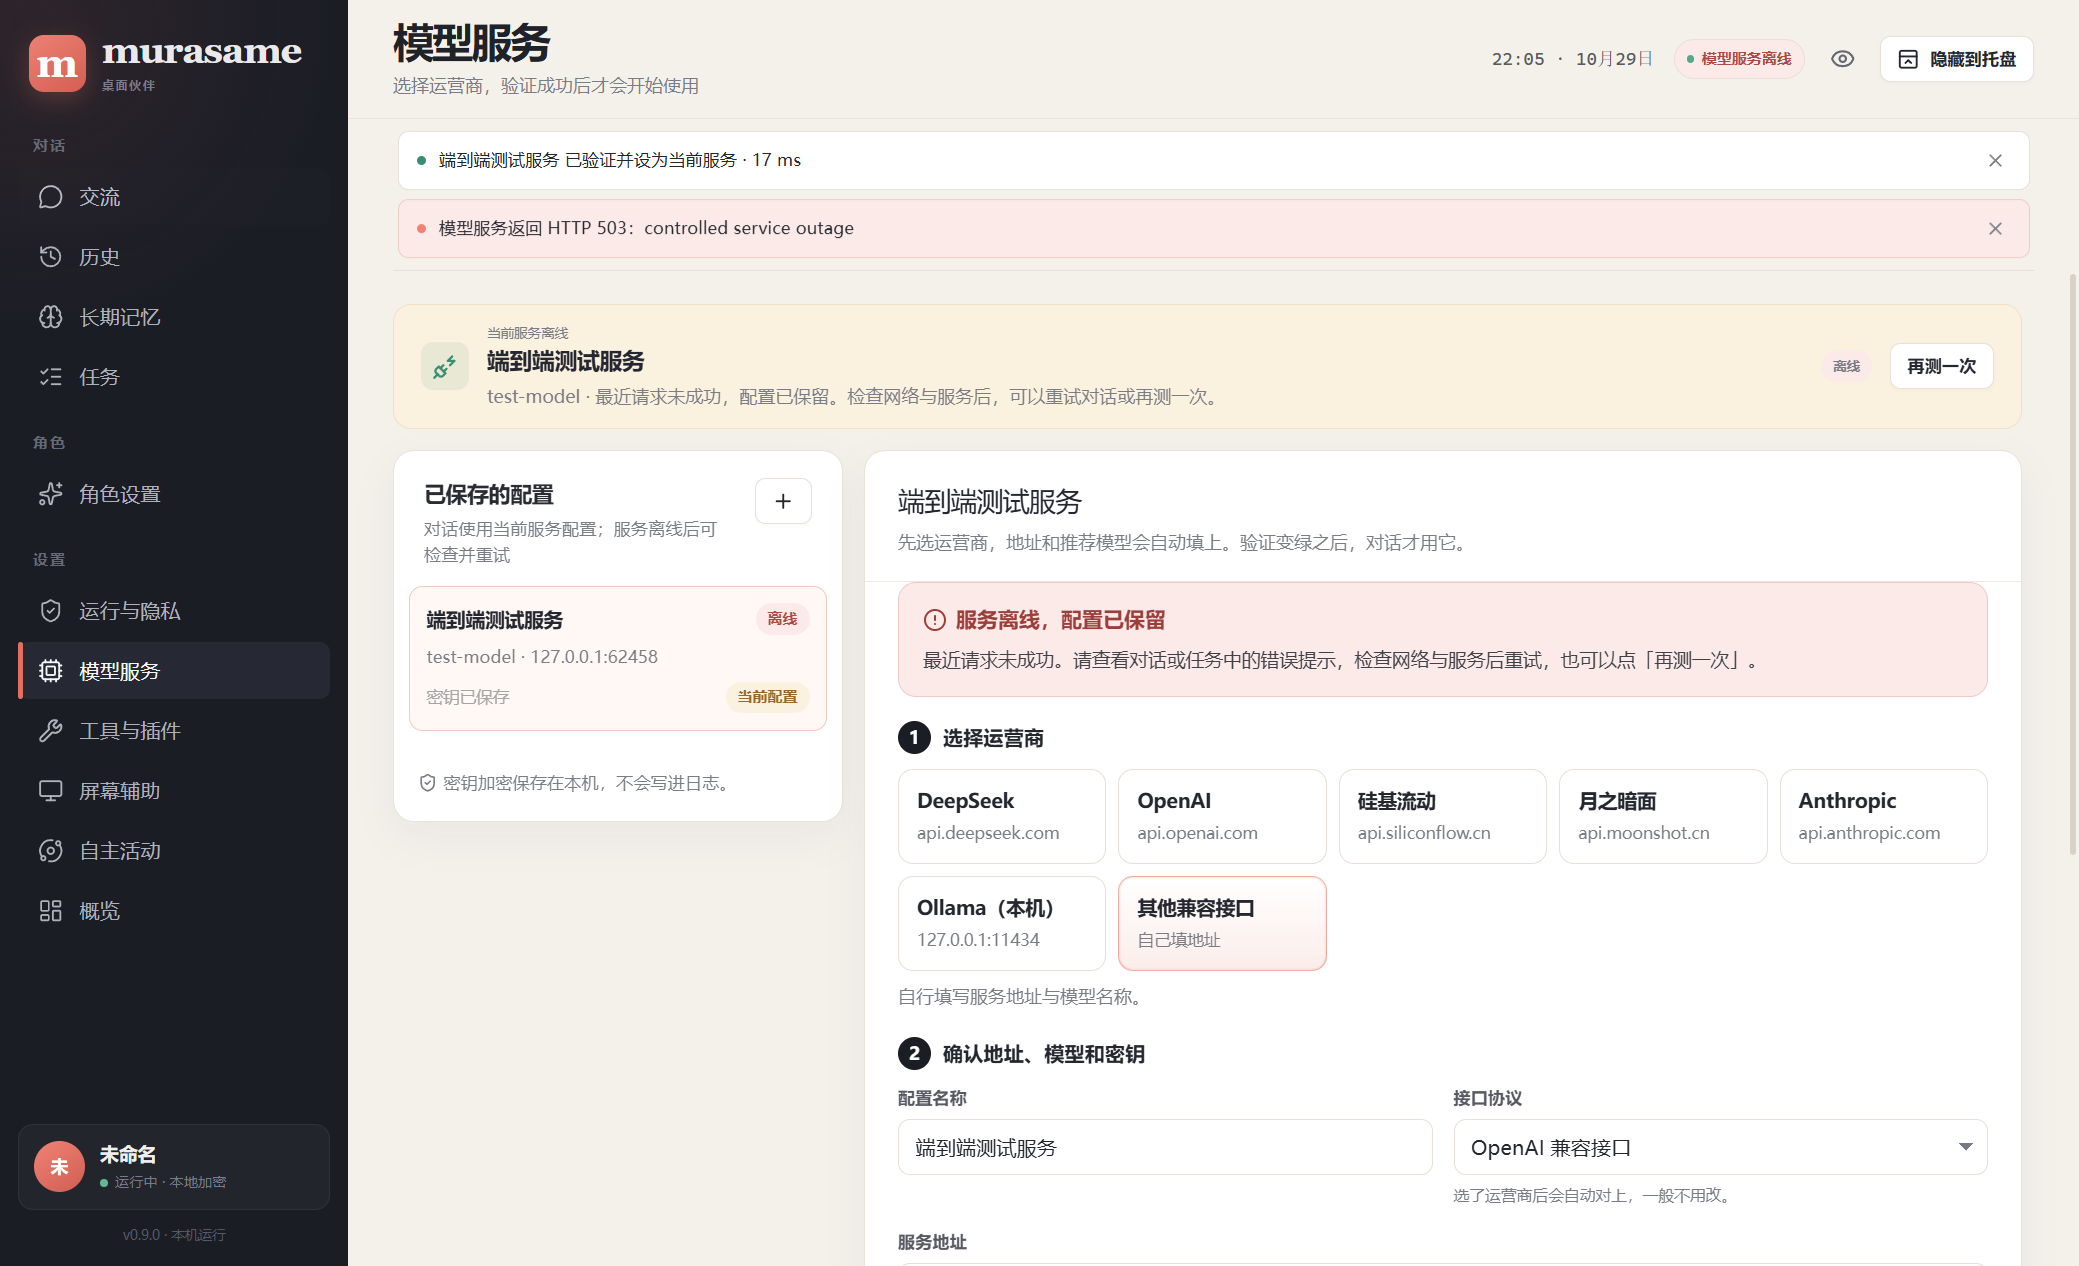 m murasame
桌面伙伴
对话
交流
历史
长期记忆
任务
角色
角色设置
设置
运行与隐私
模型服务
工具与插件
屏幕辅助
自主活动
概览
未 未命名
运行中 · 本地加密
v0.9.0 · 本机运行
模型服务
选择运营商，验证成功后才会开始使用
22:05 · 10月29日
模型服务离线
隐藏到托盘
端到端测试服务 已验证并设为当前服务 · 17 ms
模型服务返回 HTTP 503：controlled service outage
当前服务离线
端到端测试服务
test-model · 最近请求未成功，配置已保留。检查网络与服务后，可以重试对话或再测一次。
离线
再测一次
已保存的配置
对话使用当前服务配置；服务离线后可
检查并重试
端到端测试服务
离线
test-model · 127.0.0.1:62458
密钥已保存
当前配置
密钥加密保存在本机，不会写进日志。
端到端测试服务
先选运营商，地址和推荐模型会自动填上。验证变绿之后，对话才用它。
服务离线，配置已保留
最近请求未成功。请查看对话或任务中的错误提示，检查网络与服务后重试，也可以点「再测一次」。
1 选择运营商
DeepSeek
api.deepseek.com
OpenAI
api.openai.com
硅基流动
api.siliconflow.cn
月之暗面
api.moonshot.cn
Anthropic
api.anthropic.com
Ollama（本机）
127.0.0.1:11434
其他兼容接口
自己填地址
自行填写服务地址与模型名称。
2 确认地址、模型和密钥
配置名称
端到端测试服务
接口协议
OpenAI 兼容接口
选了运营商后会自动对上，一般不用改。
服务地址